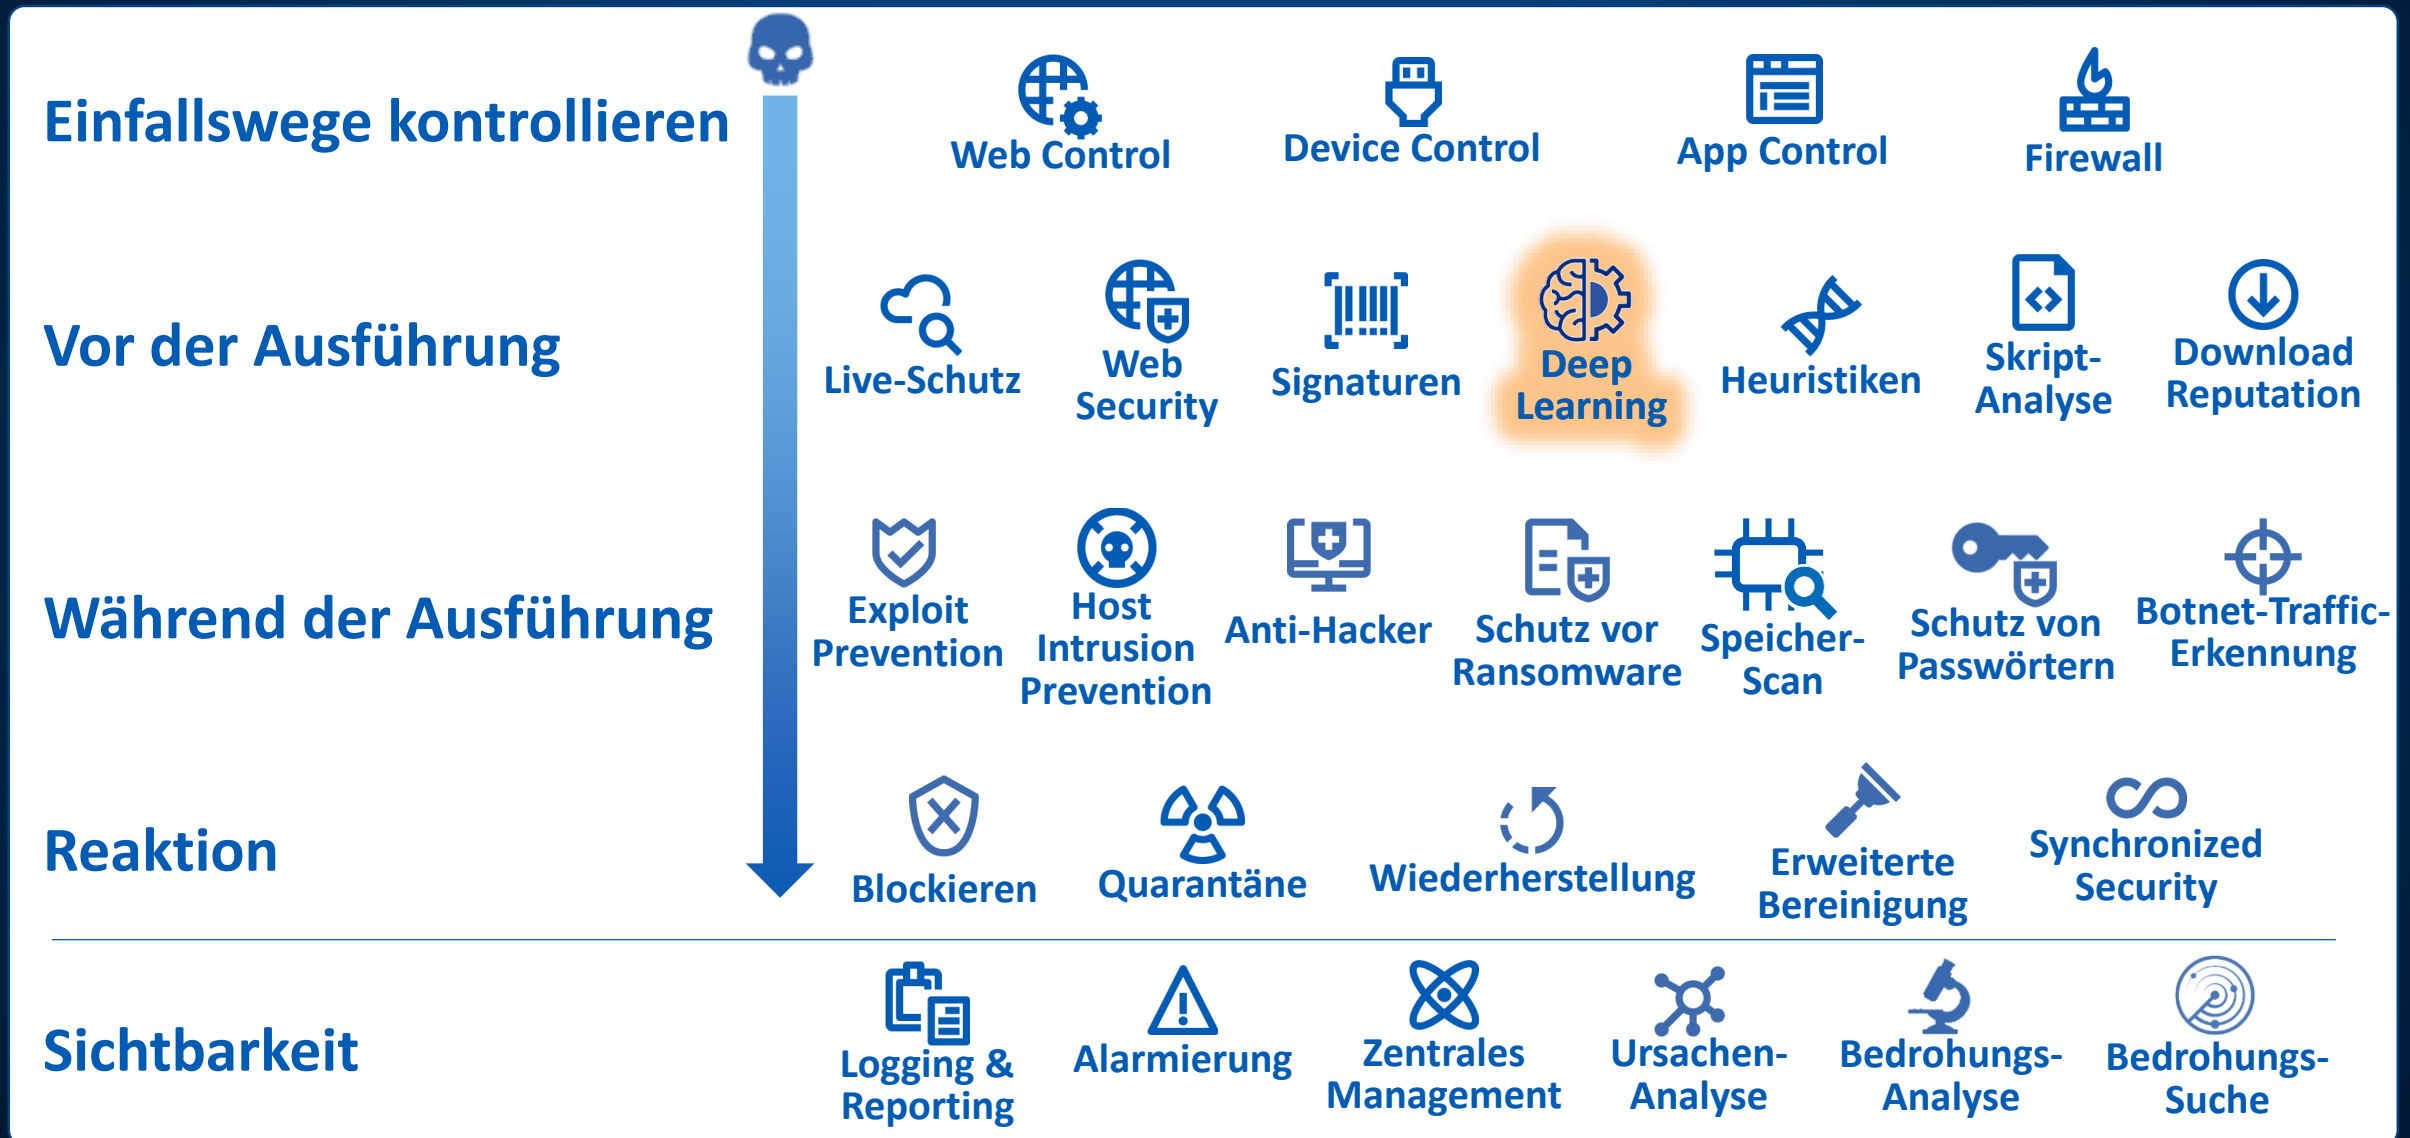 Einfallswege kontrollieren
Web Control
Device Control
App Control
Firewall
Vor der Ausführung
Live-Schutz
Web
Security
Signaturen
Deep
Learning
Heuristiken
Skript-
Analyse
Download
Reputation
Während der Ausführung
Exploit
Prevention
Host
Intrusion
Prevention
Anti-Hacker
Schutz vor
Ransomware
Speicher-
Scan
Schutz von
Passwörtern
Botnet-Traffic-
Erkennung
Reaktion
Blockieren
Quarantäne
Wiederherstellung
Erweiterte
Bereinigung
Synchronized
Security
Sichtbarkeit
Logging &
Reporting
Alarmierung
Zentrales
Management
Ursachen-
Analyse
Bedrohungs-
Analyse
Bedrohungs-
Suche